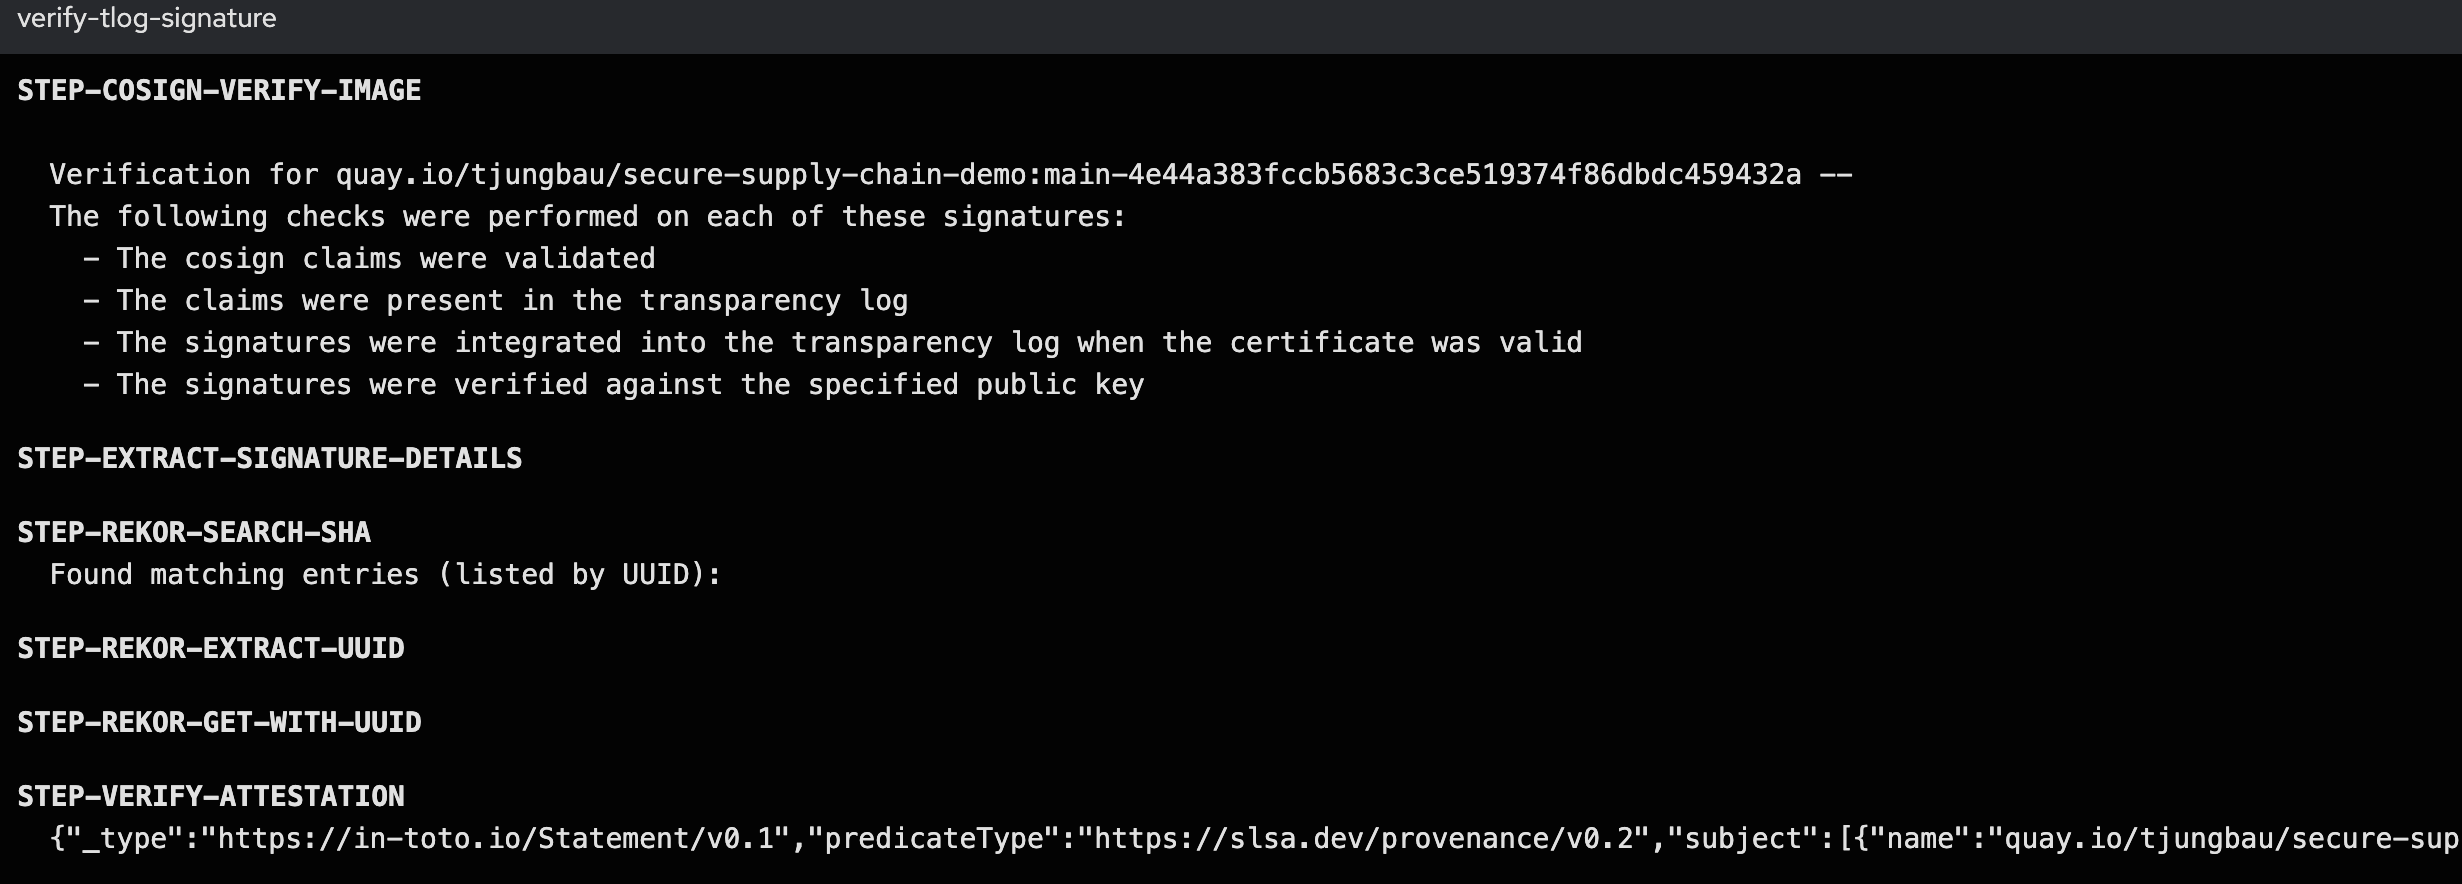 verify-tlog-signature
STEP-COSIGN-VERIFY-IMAGE
Verification for quay.io/tjungbau/secure-supply-chain-demo:main-4e44a383fccb5683c3ce519374f86dbdc459432a --
The following checks were performed on each of these signatures:
- The cosign claims were validated
- The claims were present in the transparency log
- The signatures were integrated into the transparency log when the certificate was valid
- The signatures were verified against the specified public key
STEP-EXTRACT-SIGNATURE-DETAILS
STEP-REKOR-SEARCH-SHA
Found matching entries (listed by UUID):
STEP-REKOR-EXTRACT-UUID
STEP-REKOR-GET-WITH-UUID
STEP-VERIFY-ATTESTATION
{"_type":"https://in-toto.io/Statement/v0.1","predicateType":"https://slsa.dev/provenance/v0.2","subject":[{"name":"quay.io/tjungbau/secure-sup